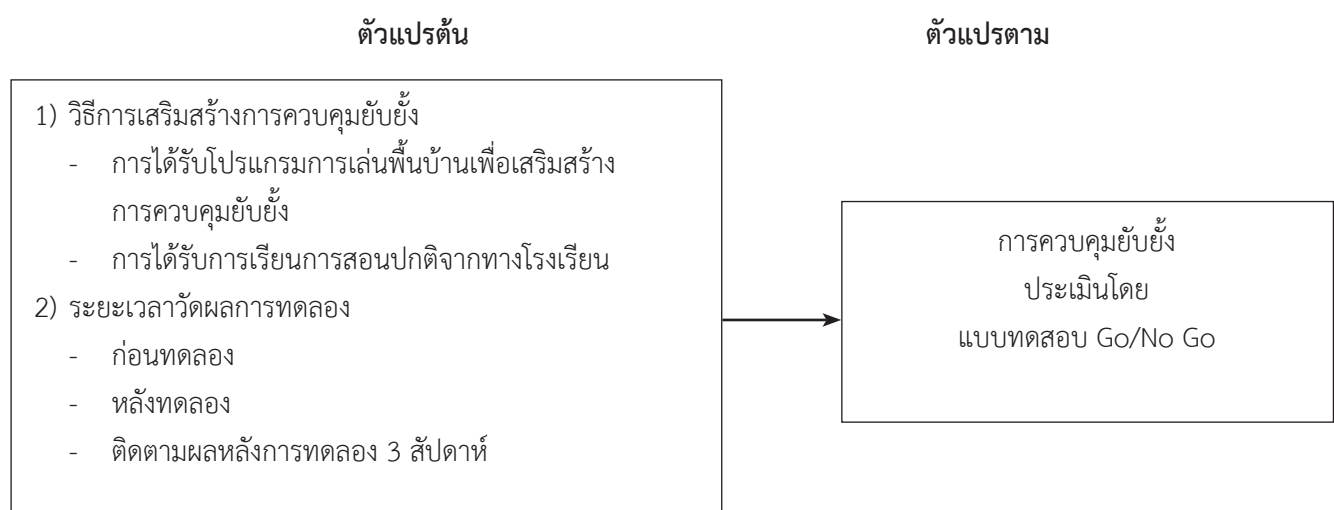 ตัวแปรต้น
ตัวแปรตาม
1) วิธีการเสริมสร้างการควบคุมยับยั้ง
- การได้รับโปรแกรมการเล่นพื้นบ้านเพื่อเสริมสร้าง
การควบคุมยับยั้ง
- การได้รับการเรียนการสอนปกติจากทางโรงเรียน
2) ระยะเวลาวัดผลการทดลอง
- ก่อนทดลอง
- หลังทดลอง
- ติดตามผลหลังการทดลอง 3 สัปดาห์
การควบคุมยับยั้ง
ประเมินโดย
แบบทดสอบ Go/No Go